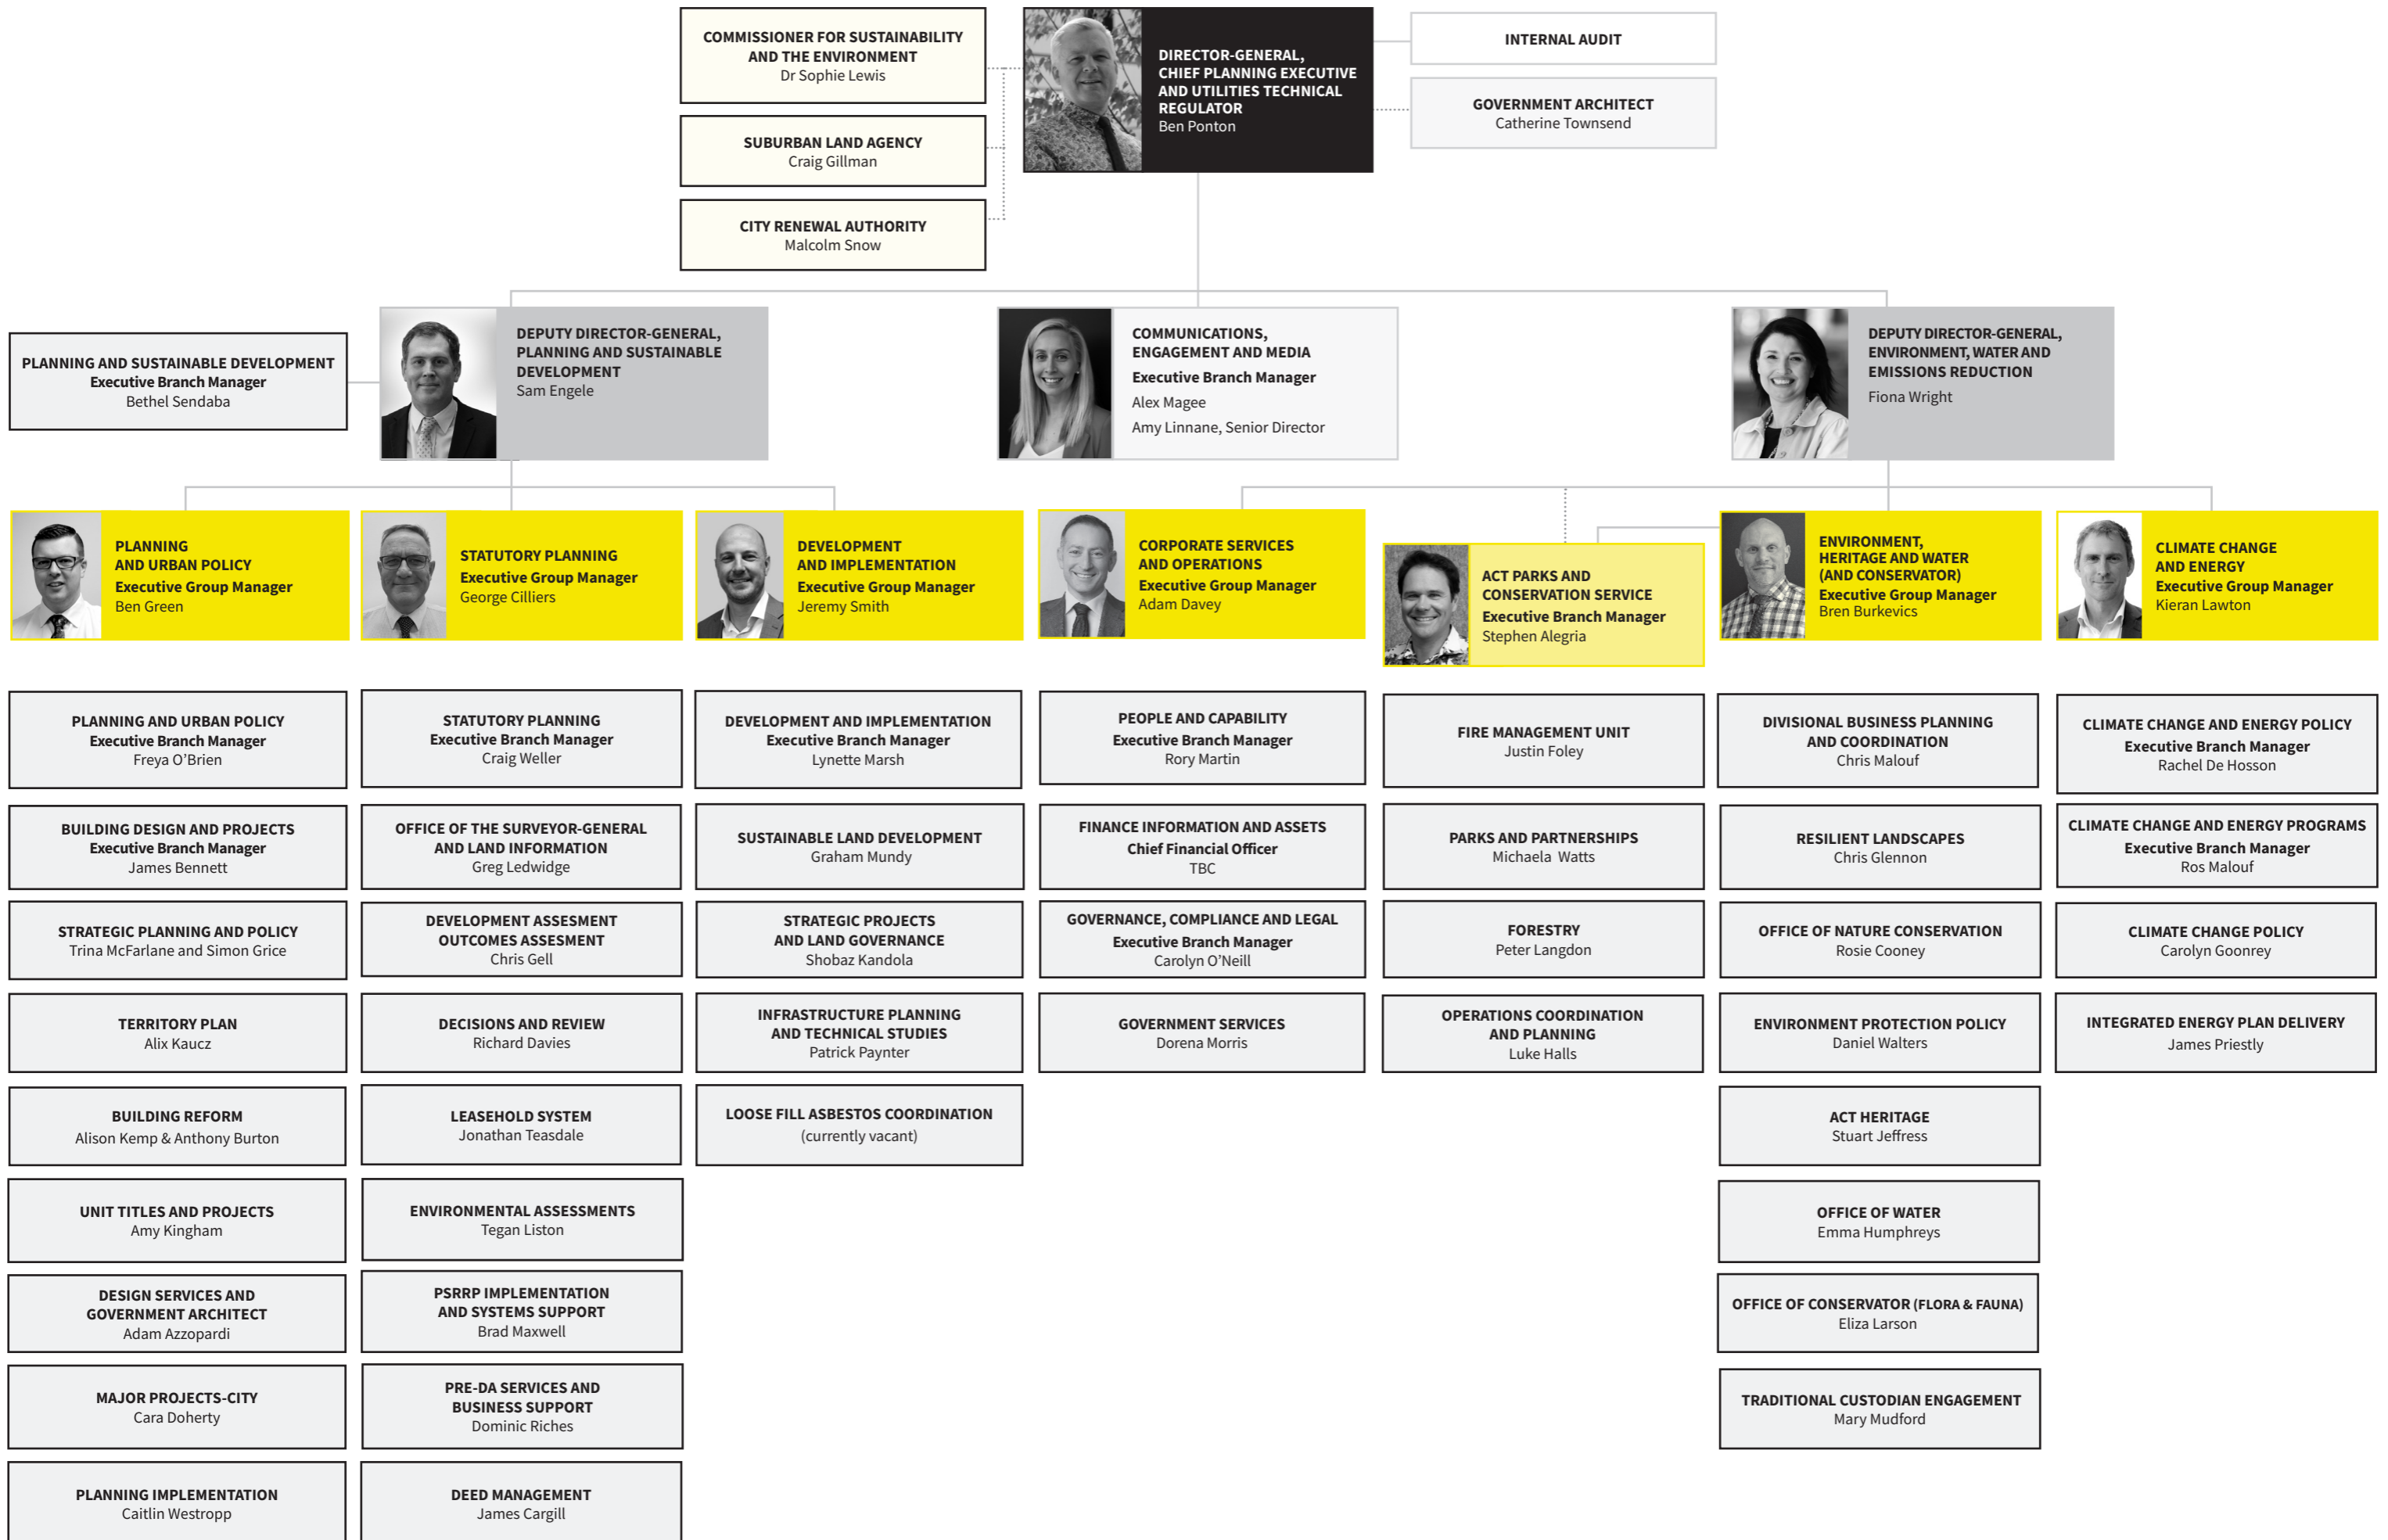 COMMISSIONER FOR SUSTAINABILITY
AND THE ENVIRONMENT
Dr Sophie Lewis
SUBURBAN LAND AGENCY
Craig Gillman
CITY RENEWAL AUTHORITY
Malcolm Snow
DIRECTOR-GENERAL,
CHIEF PLANNING EXECUTIVE
AND UTILITIES TECHNICAL
REGULATOR
Ben Ponton
INTERNAL AUDIT
GOVERNMENT ARCHITECT
Catherine Townsend
PLANNING AND SUSTAINABLE DEVELOPMENT
Executive Branch Manager
Bethel Sendaba
DEPUTY DIRECTOR-GENERAL,
PLANNING AND SUSTAINABLE
DEVELOPMENT
Sam Engele
COMMUNICATIONS,
ENGAGEMENT AND MEDIA
Executive Branch Manager
Alex Magee
Amy Linnane, Senior Director
DEPUTY DIRECTOR-GENERAL,
ENVIRONMENT, WATER AND
EMISSIONS REDUCTION
Fiona Wright
PLANNING
AND URBAN POLICY
Executive Group Manager
Ben Green
STATUTORY PLANNING
Executive Group Manager
George Cilliers
DEVELOPMENT
AND IMPLEMENTATION
Executive Group Manager
Jeremy Smith
CORPORATE SERVICES
AND OPERATIONS
Executive Group Manager
Adam Davey
ACT PARKS AND
CONSERVATION SERVICE
Executive Branch Manager
Stephen Alegria
ENVIRONMENT,
HERITAGE AND WATER
(AND CONSERVATOR)
Executive Group Manager
Bren Burkevics
CLIMATE CHANGE
AND ENERGY
Executive Group Manager
Kieran Lawton
PLANNING AND URBAN POLICY
Executive Branch Manager
Freya O'Brien
BUILDING DESIGN AND PROJECTS
Executive Branch Manager
James Bennett
STRATEGIC PLANNING AND POLICY
Trina McFarlane and Simon Grice
TERRITORY PLAN
Alix Kaucz
BUILDING REFORM
Alison Kemp & Anthony Burton
UNIT TITLES AND PROJECTS
Amy Kingham
DESIGN SERVICES AND
GOVERNMENT ARCHITECT
Adam Azzopardi
MAJOR PROJECTS-CITY
Cara Doherty
PLANNING IMPLEMENTATION
Caitlin Westropp
STATUTORY PLANNING
Executive Branch Manager
Craig Weller
OFFICE OF THE SURVEYOR-GENERAL
AND LAND INFORMATION
Greg Ledwidge
DEVELOPMENT ASSESMENT
OUTCOMES ASSESMENT
Chris Gell
DECISIONS AND REVIEW
Richard Davies
LEASEHOLD SYSTEM
Jonathan Teasdale
ENVIRONMENTAL ASSESSMENTS
Tegan Liston
PSRRP IMPLEMENTATION
AND SYSTEMS SUPPORT
Brad Maxwell
PRE-DA SERVICES AND
BUSINESS SUPPORT
Dominic Riches
DEED MANAGEMENT
James Cargill
DEVELOPMENT AND IMPLEMENTATION
Executive Branch Manager
Lynette Marsh
SUSTAINABLE LAND DEVELOPMENT
Graham Mundy
STRATEGIC PROJECTS
AND LAND GOVERNANCE
Shobaz Kandola
INFRASTRUCTURE PLANNING
AND TECHNICAL STUDIES
Patrick Paynter
LOOSE FILL ASBESTOS COORDINATION
(currently vacant)
PEOPLE AND CAPABILITY
Executive Branch Manager
Rory Martin
FINANCE INFORMATION AND ASSETS
Chief Financial Officer
TBC
GOVERNANCE, COMPLIANCE AND LEGAL
Executive Branch Manager
Carolyn O'Neill
GOVERNMENT SERVICES
Dorena Morris
FIRE MANAGEMENT UNIT
Justin Foley
PARKS AND PARTNERSHIPS
Michaela Watts
FORESTRY
Peter Langdon
OPERATIONS COORDINATION
AND PLANNING
Luke Halls
DIVISIONAL BUSINESS PLANNING
AND COORDINATION
Chris Malouf
RESILIENT LANDSCAPES
Chris Glennon
OFFICE OF NATURE CONSERVATION
Rosie Cooney
ENVIRONMENT PROTECTION POLICY
Daniel Walters
ACT HERITAGE
Stuart Jeffress
OFFICE OF WATER
Emma Humphreys
OFFICE OF CONSERVATOR (FLORA & FAUNA)
Eliza Larson
TRADITIONAL CUSTODIAN ENGAGEMENT
Mary Mudford
CLIMATE CHANGE AND ENERGY POLICY
Executive Branch Manager
Rachel De Hosson
CLIMATE CHANGE AND ENERGY PROGRAMS
Executive Branch Manager
Ros Malouf
CLIMATE CHANGE POLICY
Carolyn Goonrey
INTEGRATED ENERGY PLAN DELIVERY
James Priestly